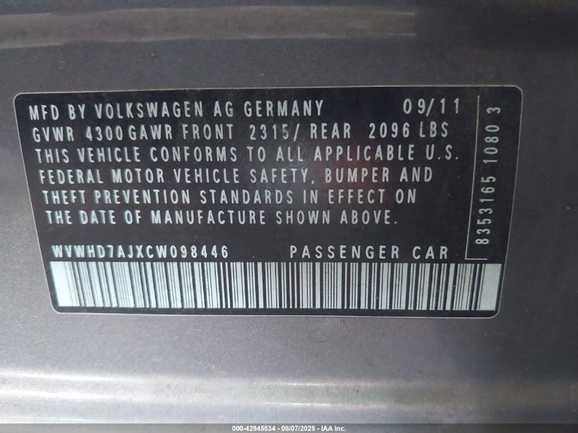 MFD BY VOLKSWAGEN AG GERMANY 09/11
GVWR 4300 GAWR FRONT 2315/ REAR 2096 LBS
THIS VEHICLE CONFORMS TO ALL APPLICABLE U.S.
FEDERAL MOTOR VEHICLE SAFETY, BUMPER AND
THEFT PREVENTION STANDARDS IN EFFECT ON
THE DATE OF MANUFACTURE SHOWN ABOVE.
WVWHD7AJXCW098446 PASSENGER CAR
8353165 1080 3
000-42945534 - 08/07/2025 - IAA Inc.